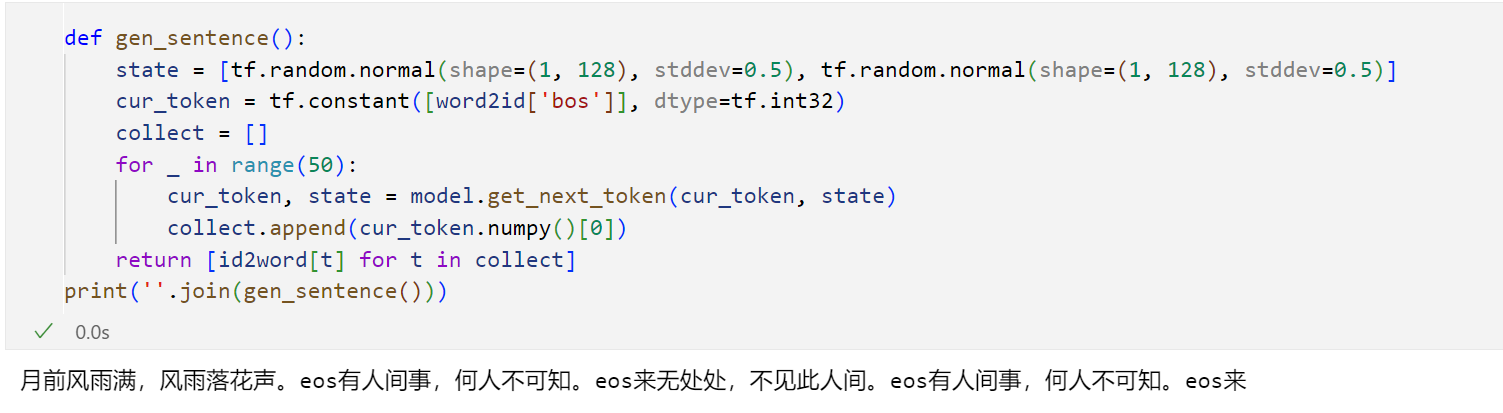 def gen_sentence():
    state = [tf.random.normal(shape=(1, 128), stddev=0.5), tf.random.normal(shape=(1, 128), stddev=0.5)]
    cur_token = tf.constant([word2id['bos']], dtype=tf.int32)
    collect = []
    for _ in range(50):
        cur_token, state = model.get_next_token(cur_token, state)
        collect.append(cur_token.numpy()[0])
    return [id2word[t] for t in collect]
print(''.join(gen_sentence()))
0.0s
月前风雨满，风雨落花声。eos有人间事，何人不可知。eos来无处处，不见此人间。eos有人间事，何人不可知。eos来